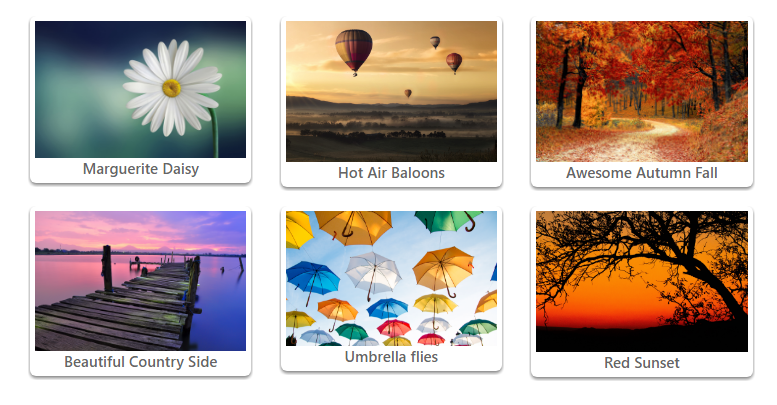 Marguerite Daisy
Hot Air Baloons
Awesome Autumn Fall
Beautiful Country Side
Umbrella flies
Red Sunset